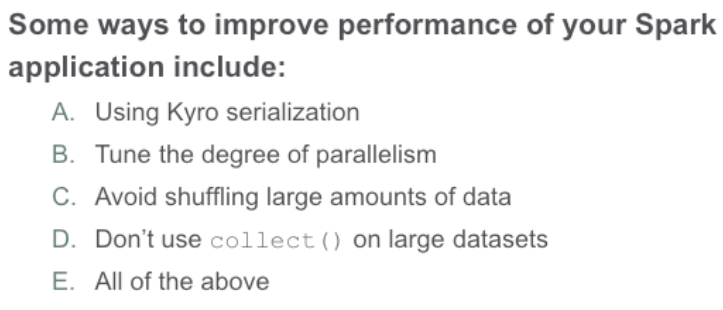 Some ways to improve performance of your Spark
application include:
A. Using Kyro serialization
B. Tune the degree of parallelism
C. Avoid shuffling large amounts of data
D. Don’t use collect() on large datasets
E. All of the above